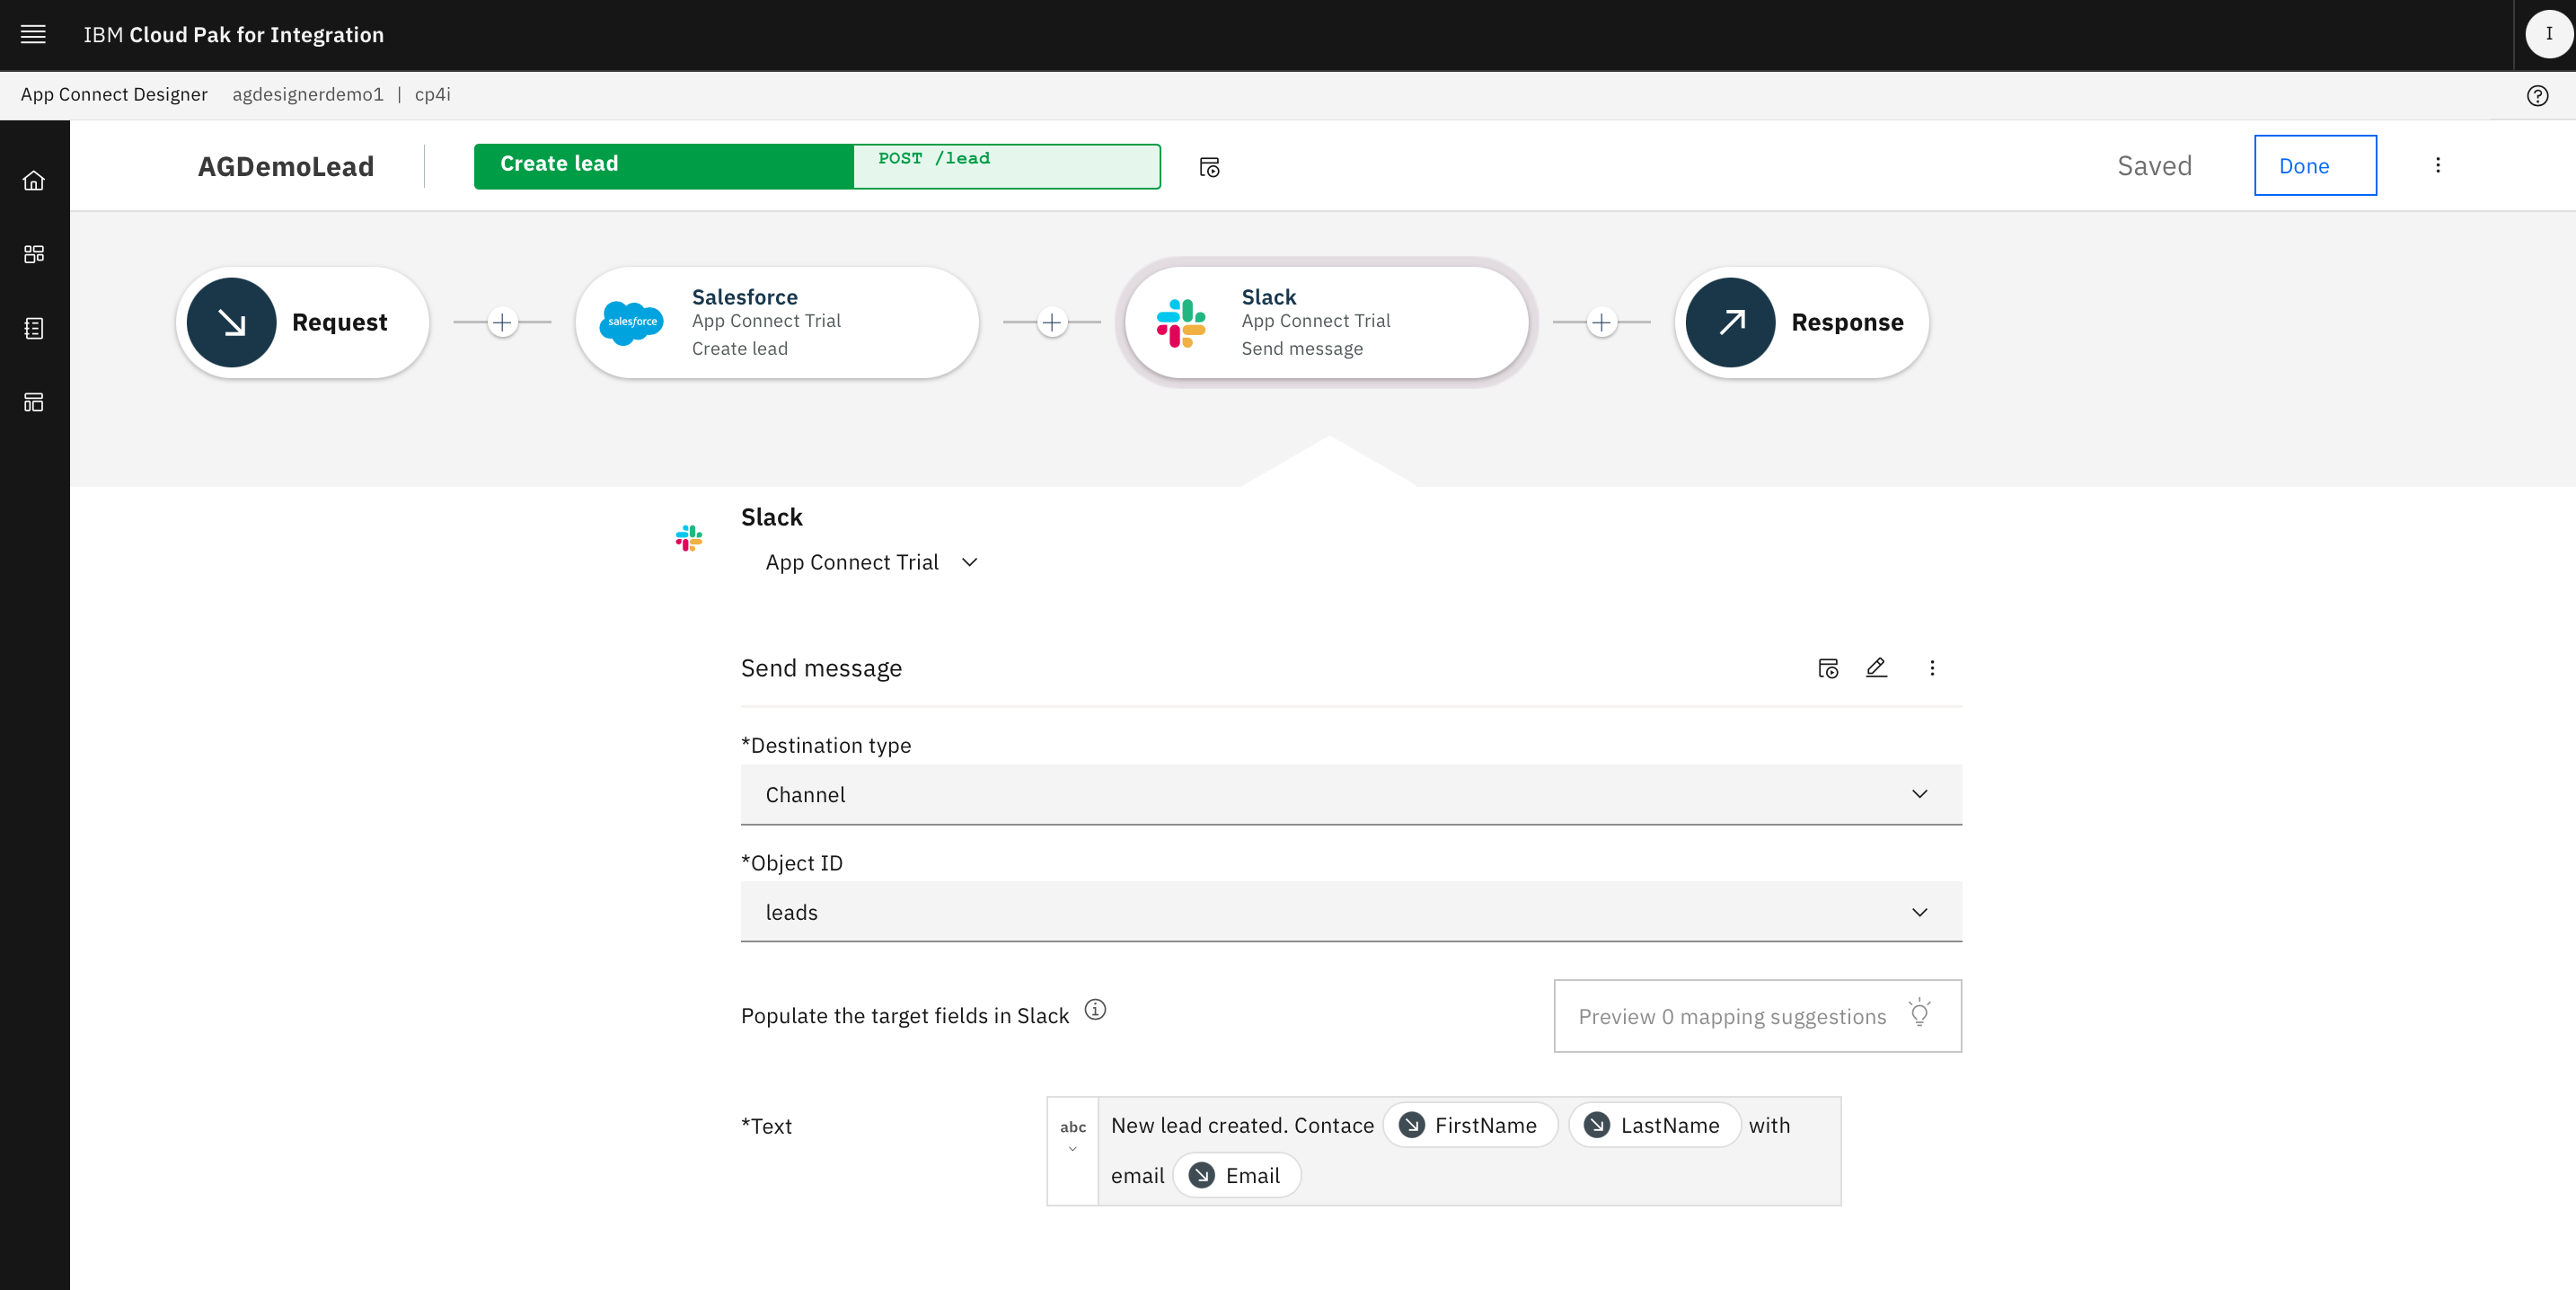 IBM Cloud Pak for Integration
I
App Connect Designer agdesignerdemo1 | cp4i
AGDemoLead
Create lead
POST /lead
Saved
Done
Request
salesforce
Salesforce
App Connect Trial
Create lead
Slack
App Connect Trial
Send message
Response
Slack
App Connect Trial
Send message
*Destination type
Channel
*Object ID
leads
Populate the target fields in Slack
Preview 0 mapping suggestions
*Text
abc
New lead created. Contace FirstName LastName with
email Email